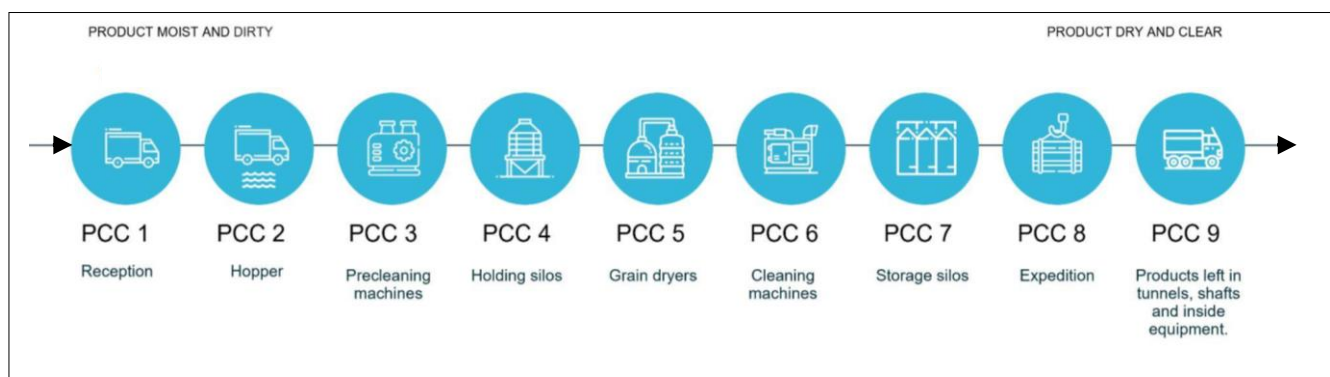 PRODUCT MOIST AND DIRTY
PRODUCT DRY AND CLEAR
PCC 1
Reception
PCC 2
Hopper
PCC 3
Precleaning
machines
PCC 4
Holding silos
PCC 5
Grain dryers
PCC 6
Cleaning
machines
PCC 7
Storage silos
PCC 8
Expedition
PCC 9
Products left in
tunnels, shafts
and inside
equipment.